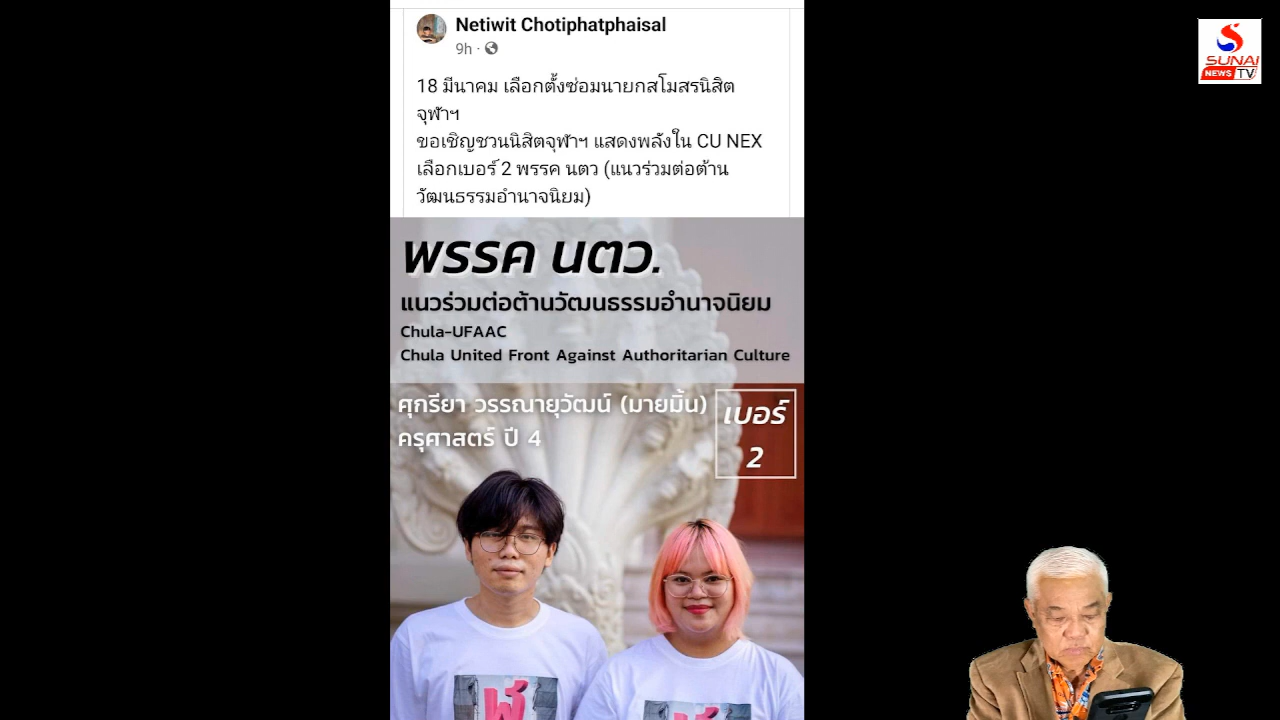 Netiwit Chotiphatphaisal
9h ·
18 มีนาคม เลือกตั้งซ่อมนายกสโมสรนิสิต
จุฬาฯ
ขอเชิญชวนนิสิตจุฬาฯ แสดงพลังใน CU NEX
เลือกเบอร์ 2 พรรค นตว (แนวร่วมต่อต้าน
วัฒนธรรมอำนาจนิยม)
พรรค นตว.
แนวร่วมต่อต้านวัฒนธรรมอำนาจนิยม
Chula-UFAAC
Chula United Front Against Authoritarian Culture
ศุกรียา วรรณายุวัฒน์ (มายมิ้น)
ครุศาสตร์ ปี 4
เบอร์
2
SUNAI
NEWS TV